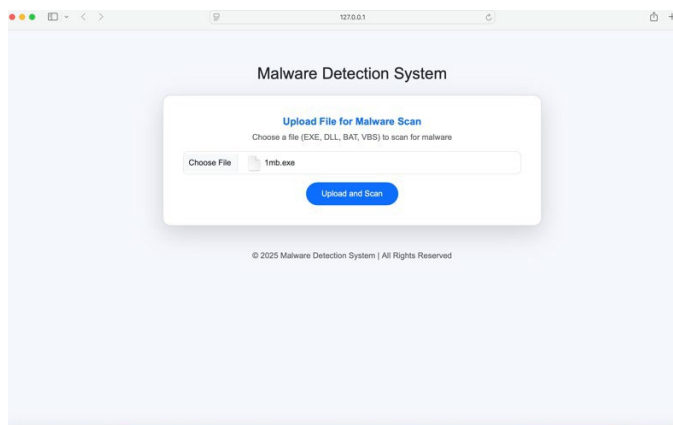 127.0.0.1
Malware Detection System
Upload File for Malware Scan
Choose a file (EXE, DLL, BAT, VBS) to scan for malware
Choose File 1mb.exe
Upload and Scan
© 2025 Malware Detection System | All Rights Reserved